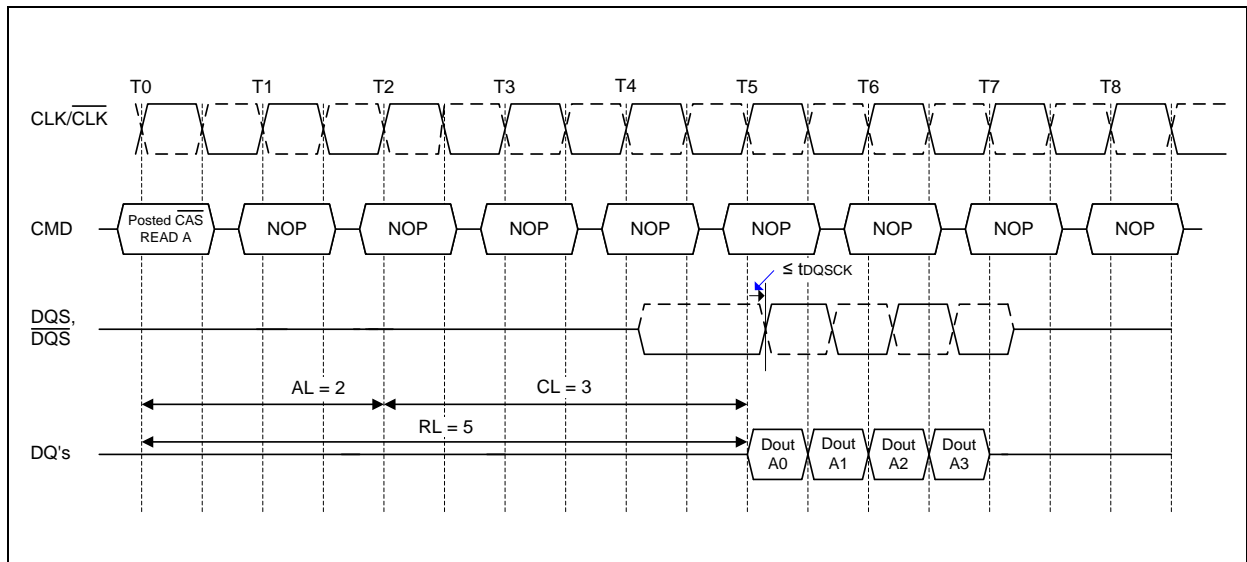 T0 T1 T2 T3 T4 T5 T6 T7 T8
CLK/CLK
CMD
Posted CAS
READ A
NOP NOP NOP NOP NOP NOP NOP NOP
≤ tDQSCK
DQS,
DQS
AL = 2 CL = 3
RL = 5
DQ's
Dout Dout Dout Dout
A0 A1 A2 A3